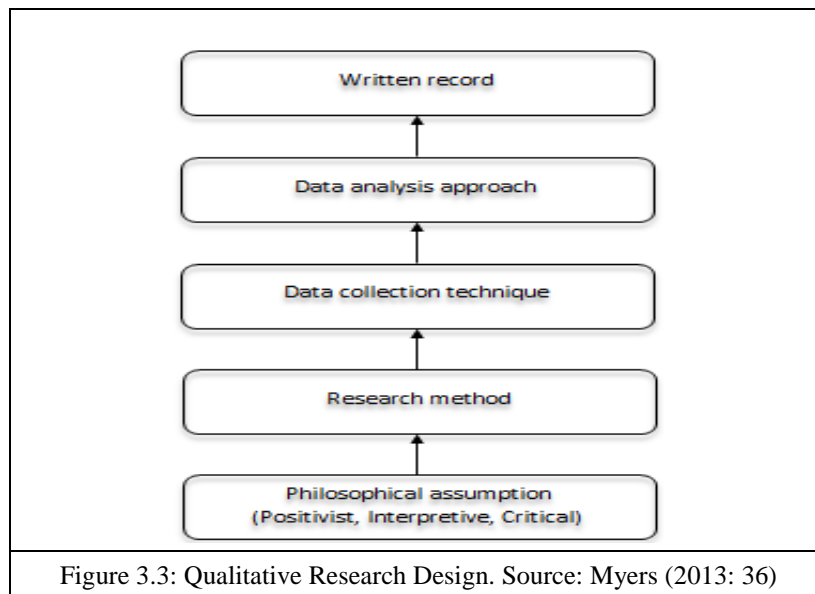 Written record
Data analysis approach
Data collection technique
Research method
Philosophical assumption
(Positivist, Interpretive, Critical)
Figure 3.3: Qualitative Research Design. Source: Myers (2013: 36)